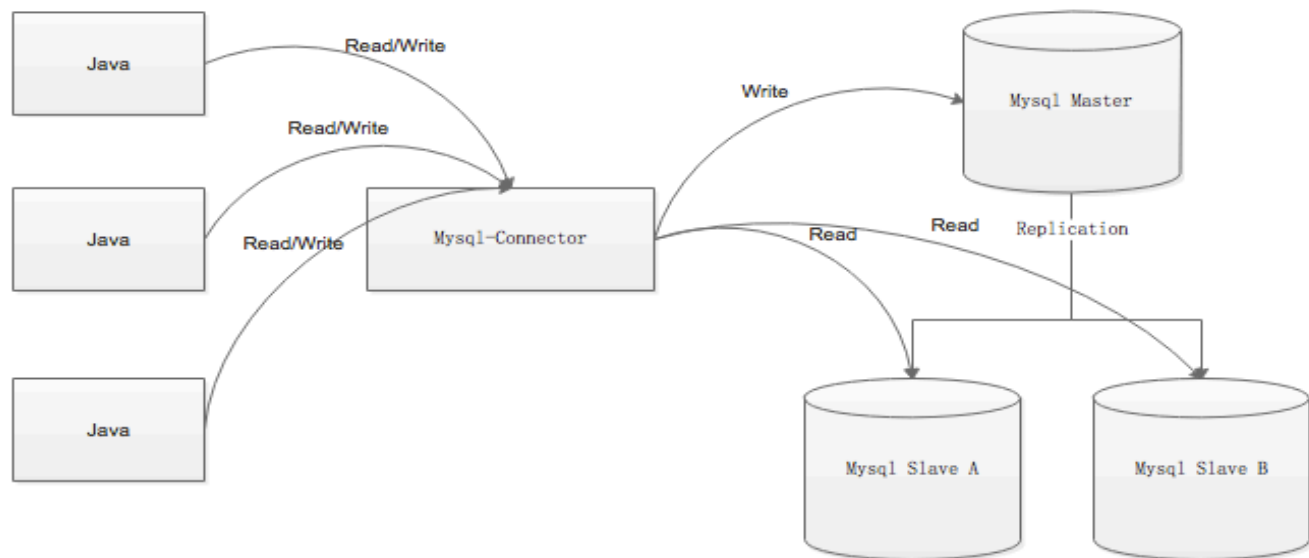 Java
Read/Write
Java
Read/Write
Java
Read/Write
Mysql-Connector
Write
Mysql Master
Read
Read
Replication
Mysql Slave A
Mysql Slave B